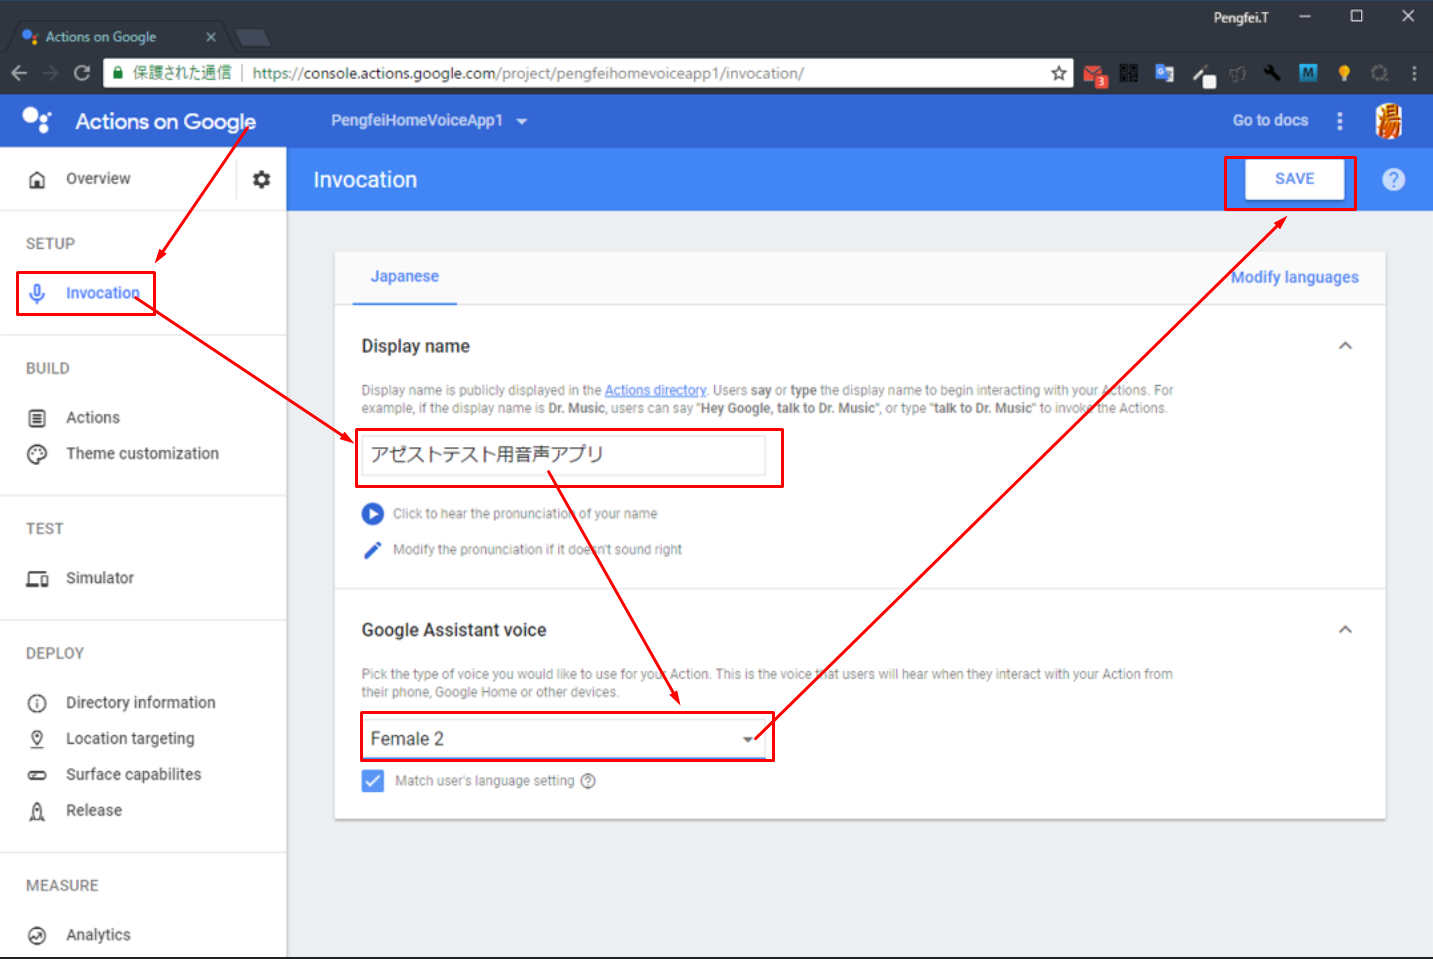 Pengfei.T
Actions on Google
保護された通信
https://console.actions.google.com/project/pengfeihomevoiceapp1/invocation/
3
M
Actions on Google
PengfeiHomeVoiceApp1
Go to docs
湯
Overview
Invocation
SAVE
?
SETUP
Invocation
BUILD
Actions
Theme customization
TEST
Simulator
DEPLOY
Directory information
Location targeting
Surface capabilites
Release
MEASURE
Analytics
Japanese
Modify languages
Display name
Display name is publicly displayed in the Actions directory. Users say or type the display name to begin interacting with your Actions. For
example, if the display name is Dr. Music, users can say "Hey Google, talk to Dr. Music", or type "talk to Dr. Music" to invoke the Actions.
アゼストテスト用音声アプリ
Click to hear the pronunciation of your name
Modify the pronunciation if it doesn't sound right
Google Assistant voice
Pick the type of voice you would like to use for your Action. This is the voice that users will hear when they interact with your Action from
their phone, Google Home or other devices.
Female 2
Match user's language setting ?